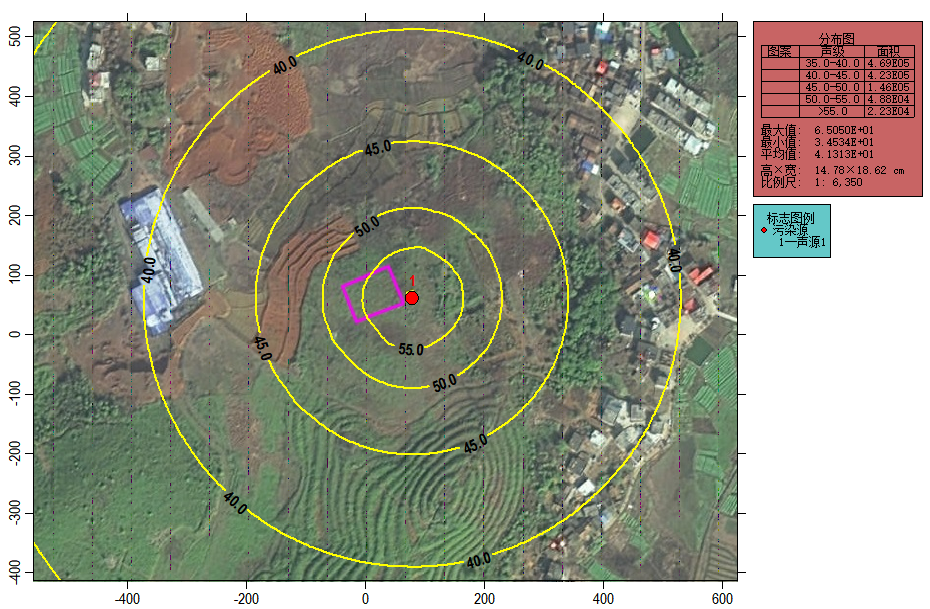 500
400
300
200
100
0
-100
-200
-300
-400
-400
-200
0
200
400
600
40.0
40.0
45.0
50.0
40.0
1
40.0
45.0
55.0
50.0
45.0
40.0
40.0
分布图
图案 声级 面积
35.0-40.0 4.69E05
40.0-45.0 4.23E05
45.0-50.0 1.46E05
50.0-55.0 4.88E04
>55.0 2.23E04
最大值: 6.5050E+01
最小值: 3.4534E+01
平均值: 4.1313E+01
高×宽: 14.78×18.62 cm
比例尺: 1: 6,350
标志图例
污染源
1—声源1